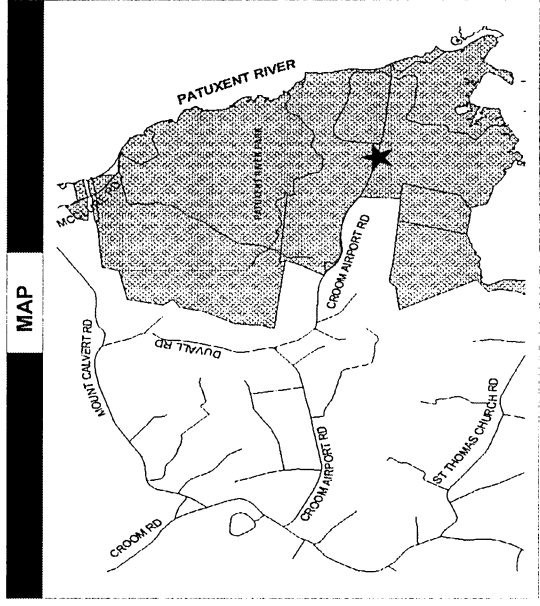 MAP
PATUXENT RIVER
PATUXENT RIVER PARK
CROOM AIRPORT RD
MOUNT CALVERT RD
DUVALL RD
CROOM AIRPORT RD
ST THOMAS CHURCH RD
CROOM RD